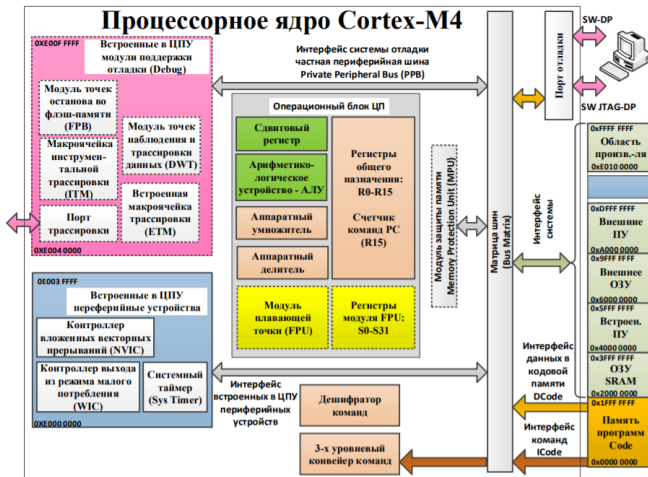 Процессорное ядро Cortex-M4
0XE00F FFFF
Встроенные в ЦПУ
модули поддержки
отладки (Debug)
Модуль точек
останова во
флэш-памяти
(FPB)
Макроячейка
инструмен-
тальной
трассировки
(ITM)
Порт
трассировки
Модуль точек
наблюдения и
трассировки
данных (DWT)
Встроенная
макроячейка
трассировки
(ETM)
0XE004 0000
Интерфейс системы отладки
частная периферийная шина
Private Peripheral Bus (PPB)
Операционный блок ЦП
Сдвиговый
регистр
Арифметико-
логическое
устройство - АЛУ
Аппаратный
умножитель
Аппаратный
делитель
Модуль
плавающей
точки (FPU)
Регистры
общего
назначения:
R0-R15
Счетчик
команд PC
(R15)
Регистры
модуля FPU:
S0-S31
Модуль защиты памяти
Memory Protection Unit (MPU)
Матрица шин
(Bus Matrix)
Порт отладки
SW-DP
SW JTAG-DP
Интерфейс
системы
0xFFFF FFFF
Область
произв.-ля
0xE010 0000
0xDFFF FFFF
Внешние
ПУ
0xA000 0000
0x9FFF FFFF
Внешнее
ОЗУ
0x6000 0000
0x5FFF FFFF
Встроен.
ПУ
0x4000 0000
0x3FFF FFFF
ОЗУ
SRAM
0x2000 0000
0x1FFF FFFF
Память
программ
Code
0x0000 0000
0E003 FFFF
Встроенные в ЦПУ
переферийные устройства
Контроллер
вложенных векторных
прерываний (NVIC)
Контроллер выхода
из режима малого
потребления
(WIC)
Системный
таймер
(Sys Timer)
0XE000 0000
Интерфейс
встроенных в ЦПУ
периферийных
устройств
Дешифратор
команд
3-х уровневый
конвейер команд
Интерфейс
данных в
кодовой
памяти
DCode
Интерфейс
команд
ICode